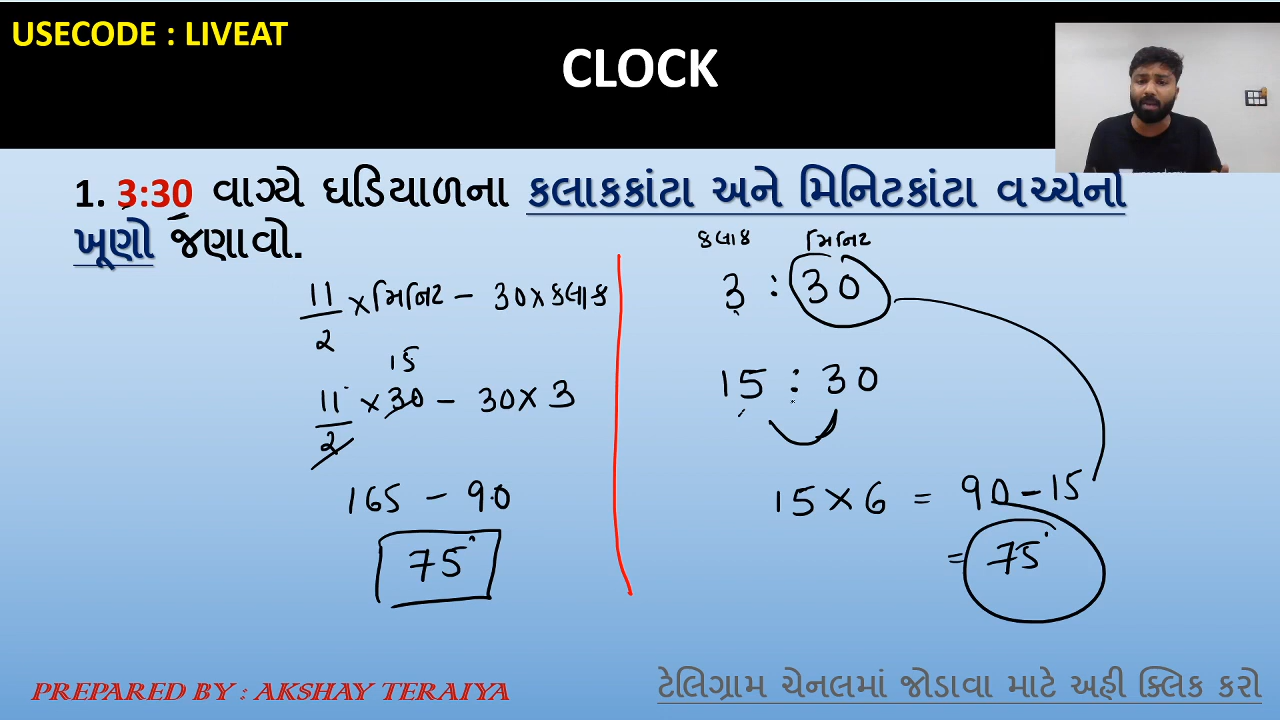 USECODE : LIVEAT
CLOCK
1. 3:30 વાગ્યે ઘડિયાળના કલાકકાંટા અને મિનિટકાંટા વચ્ચેનો
ખૂણો જણાવો.
11/2 × મિનિટ – 30 × કલાક
15
11/2 × 30 – 30 × 3
165 – 90
75°
કલાક મિનિટ
3 : 30
15 : 30
15 × 6 = 90 – 15
= 75°
PREPARED BY : AKSHAY TERAIYA
ટેલિગ્રામ ચેનલમાં જોડાવા માટે અહી ક્લિક કરો